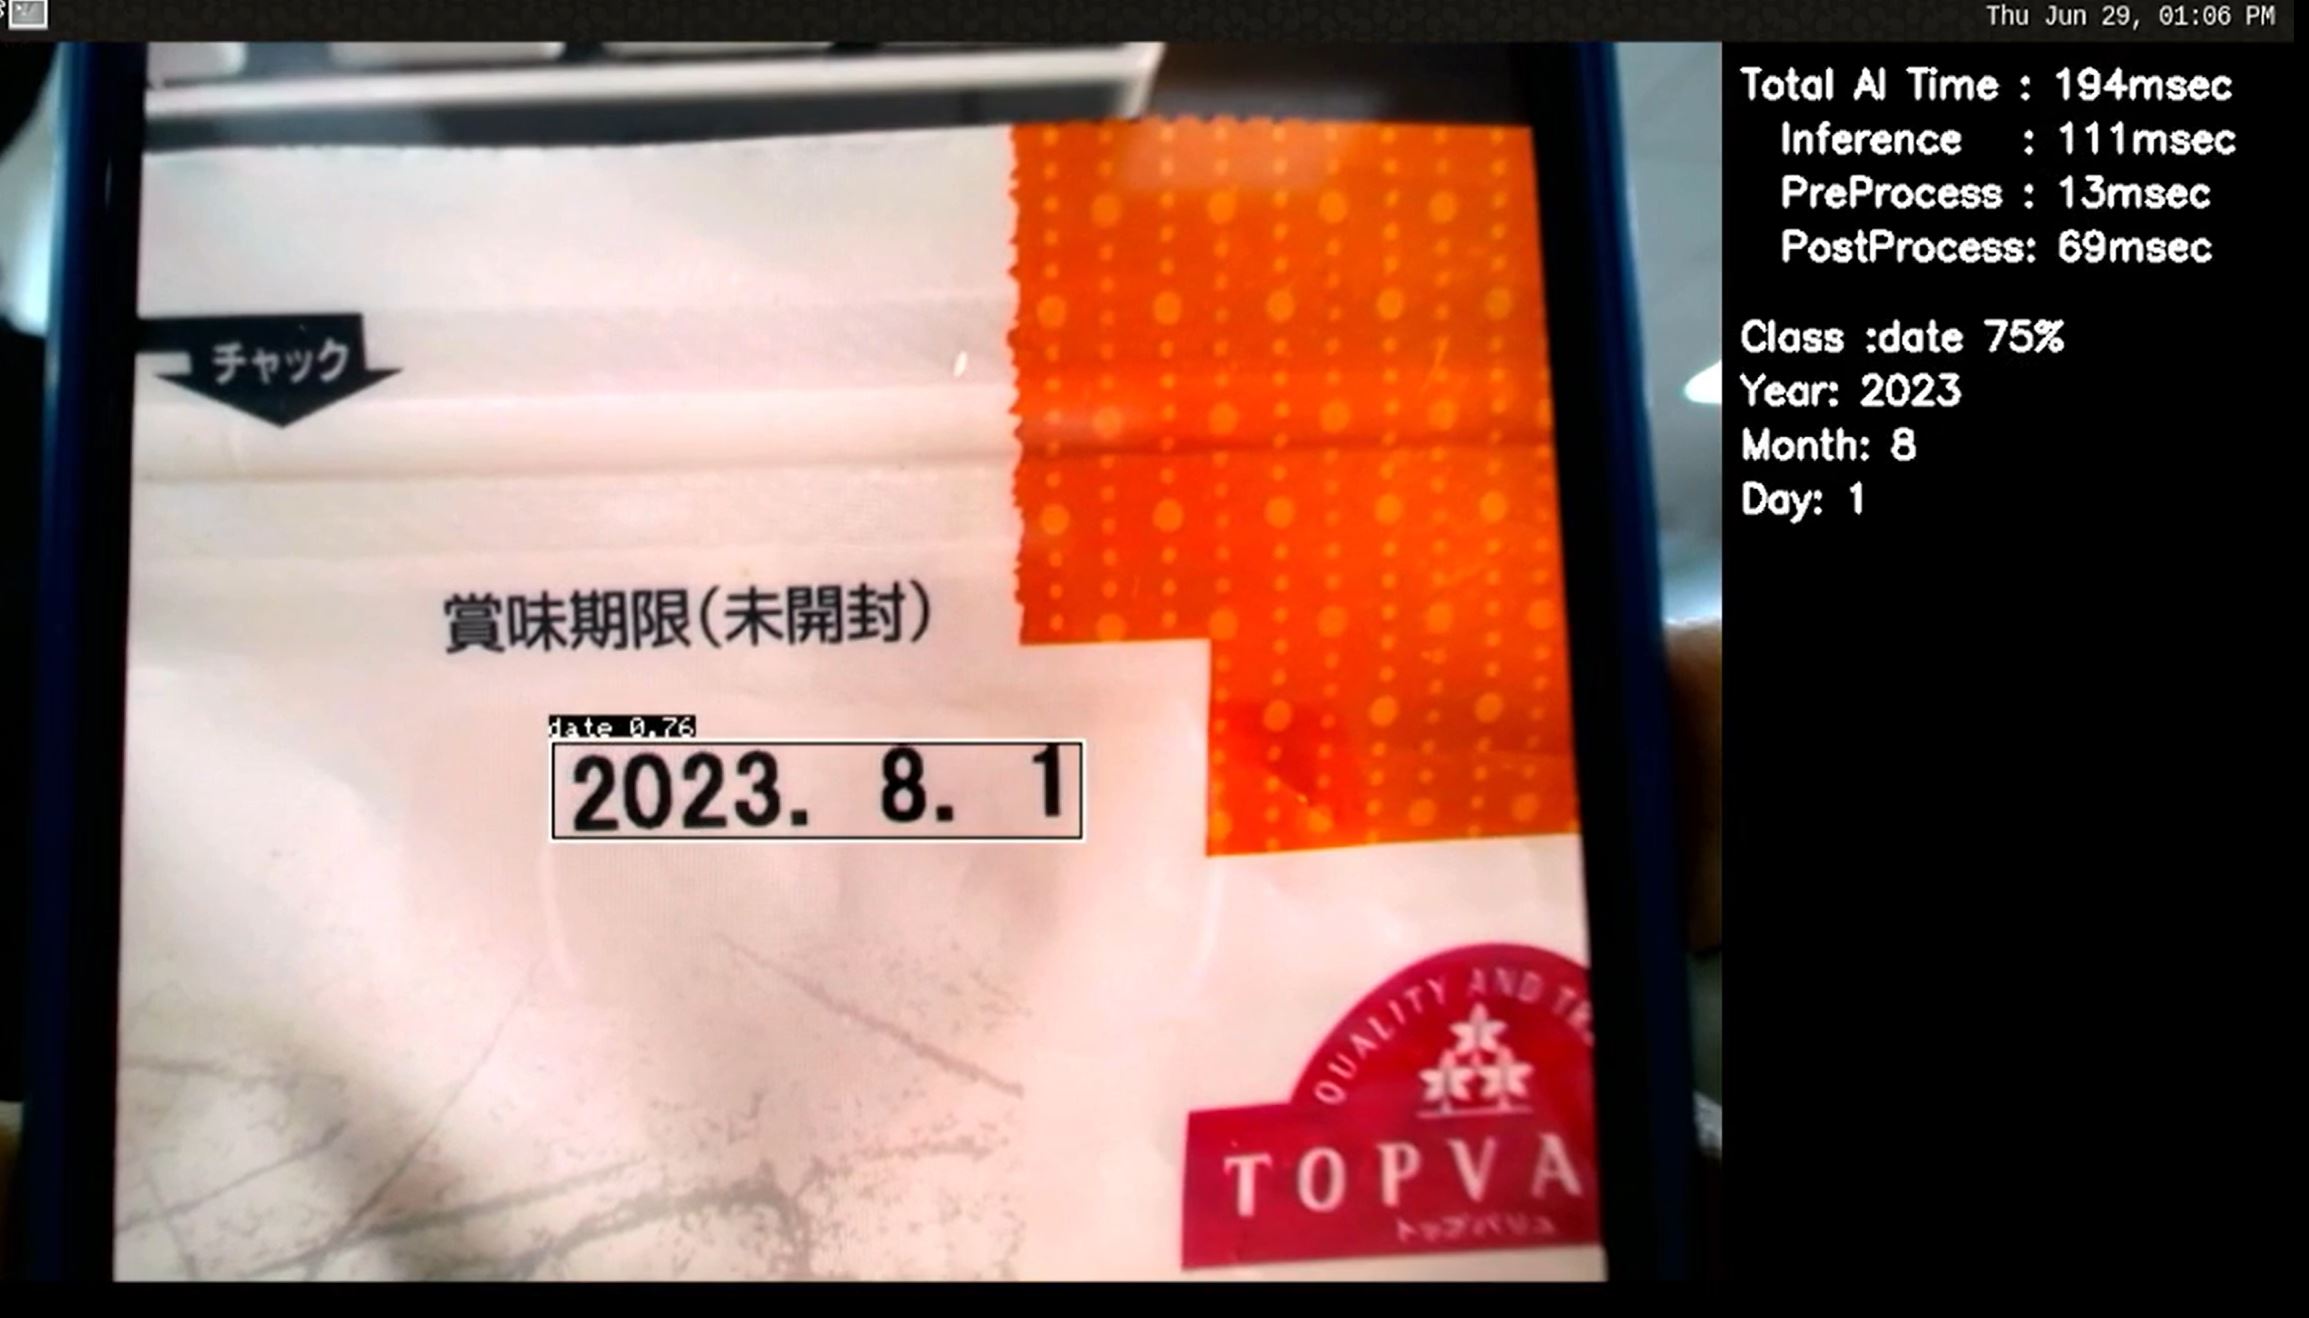 Thu Jun 29, 01:06 PM
Total AI Time : 194msec
Inference : 111msec
PreProcess : 13msec
PostProcess: 69msec
Class :date 75%
Year: 2023
Month: 8
Day: 1
チャック
賞味期限(未開封)
date 0.76
2023. 8. 1
QUALITY AND
TOPVA